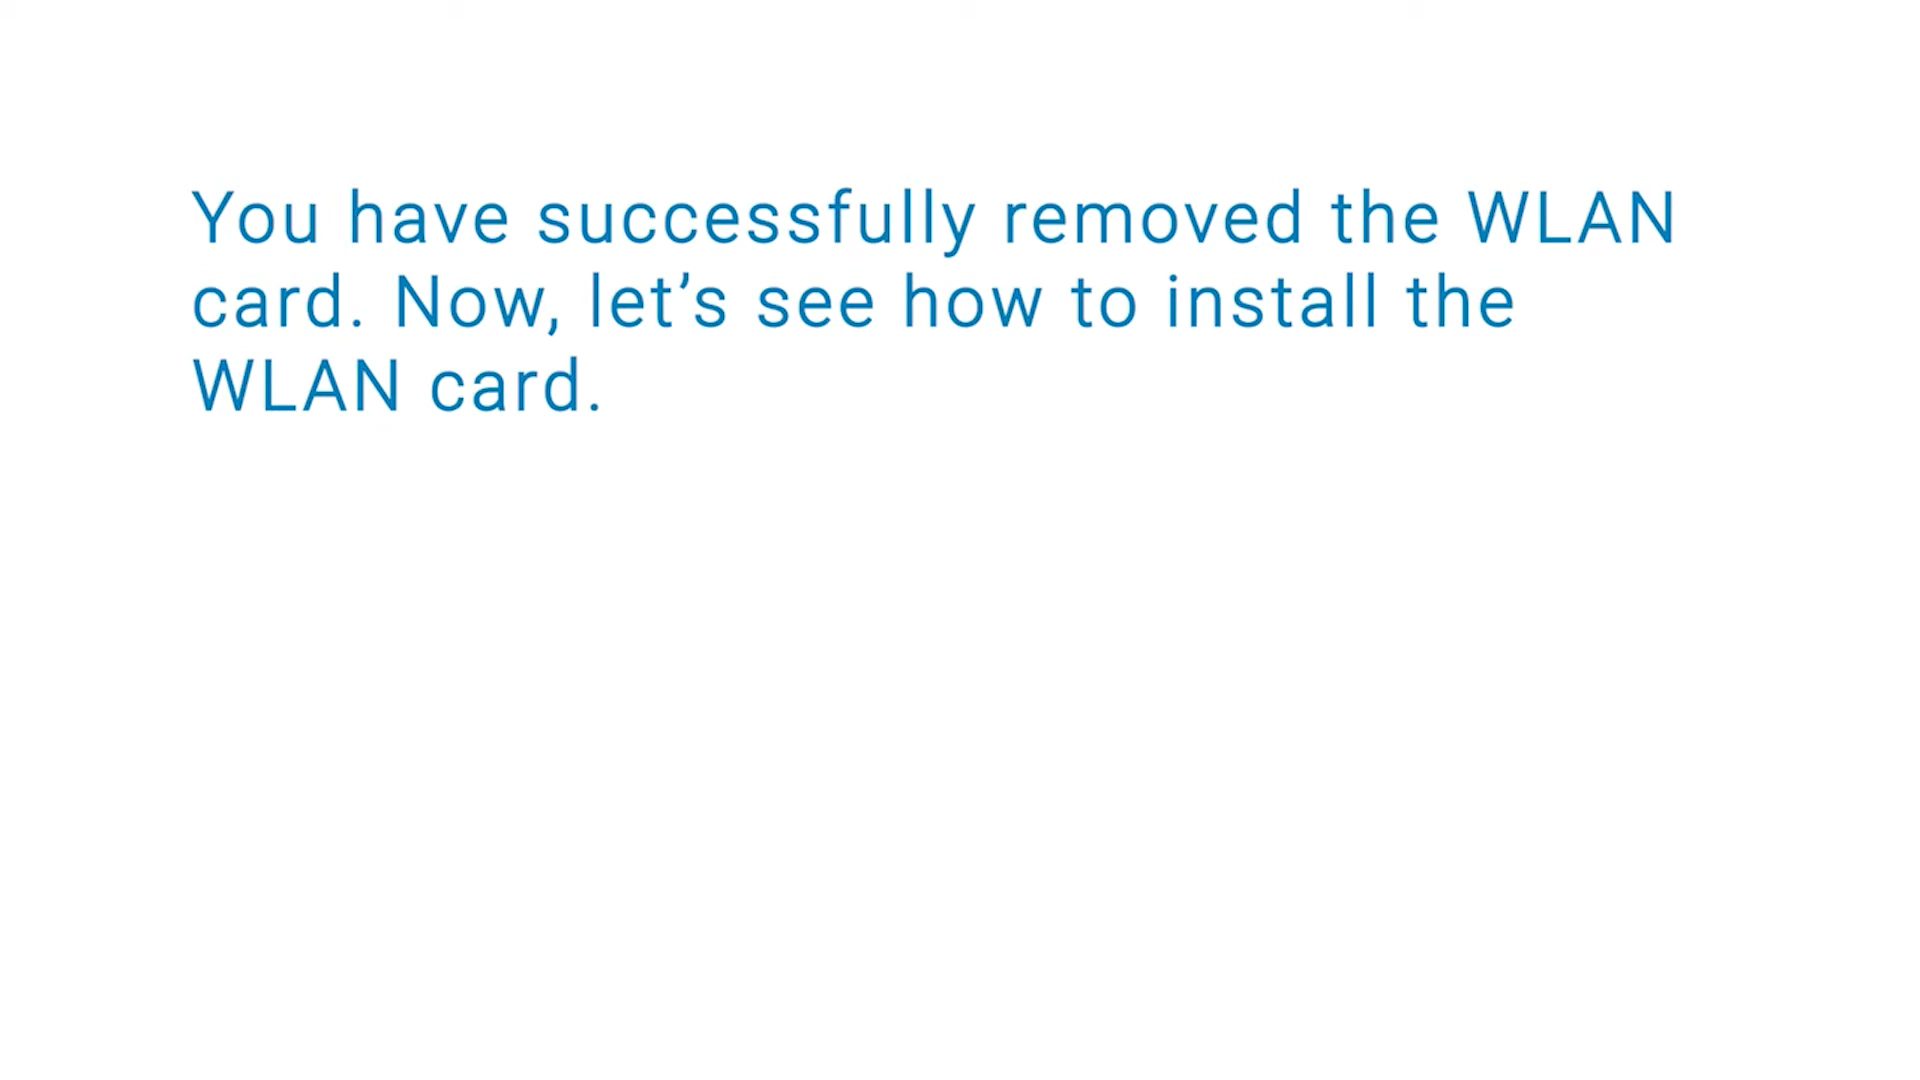 You have successfully removed the WLAN
card. Now, let’s see how to install the
WLAN card.